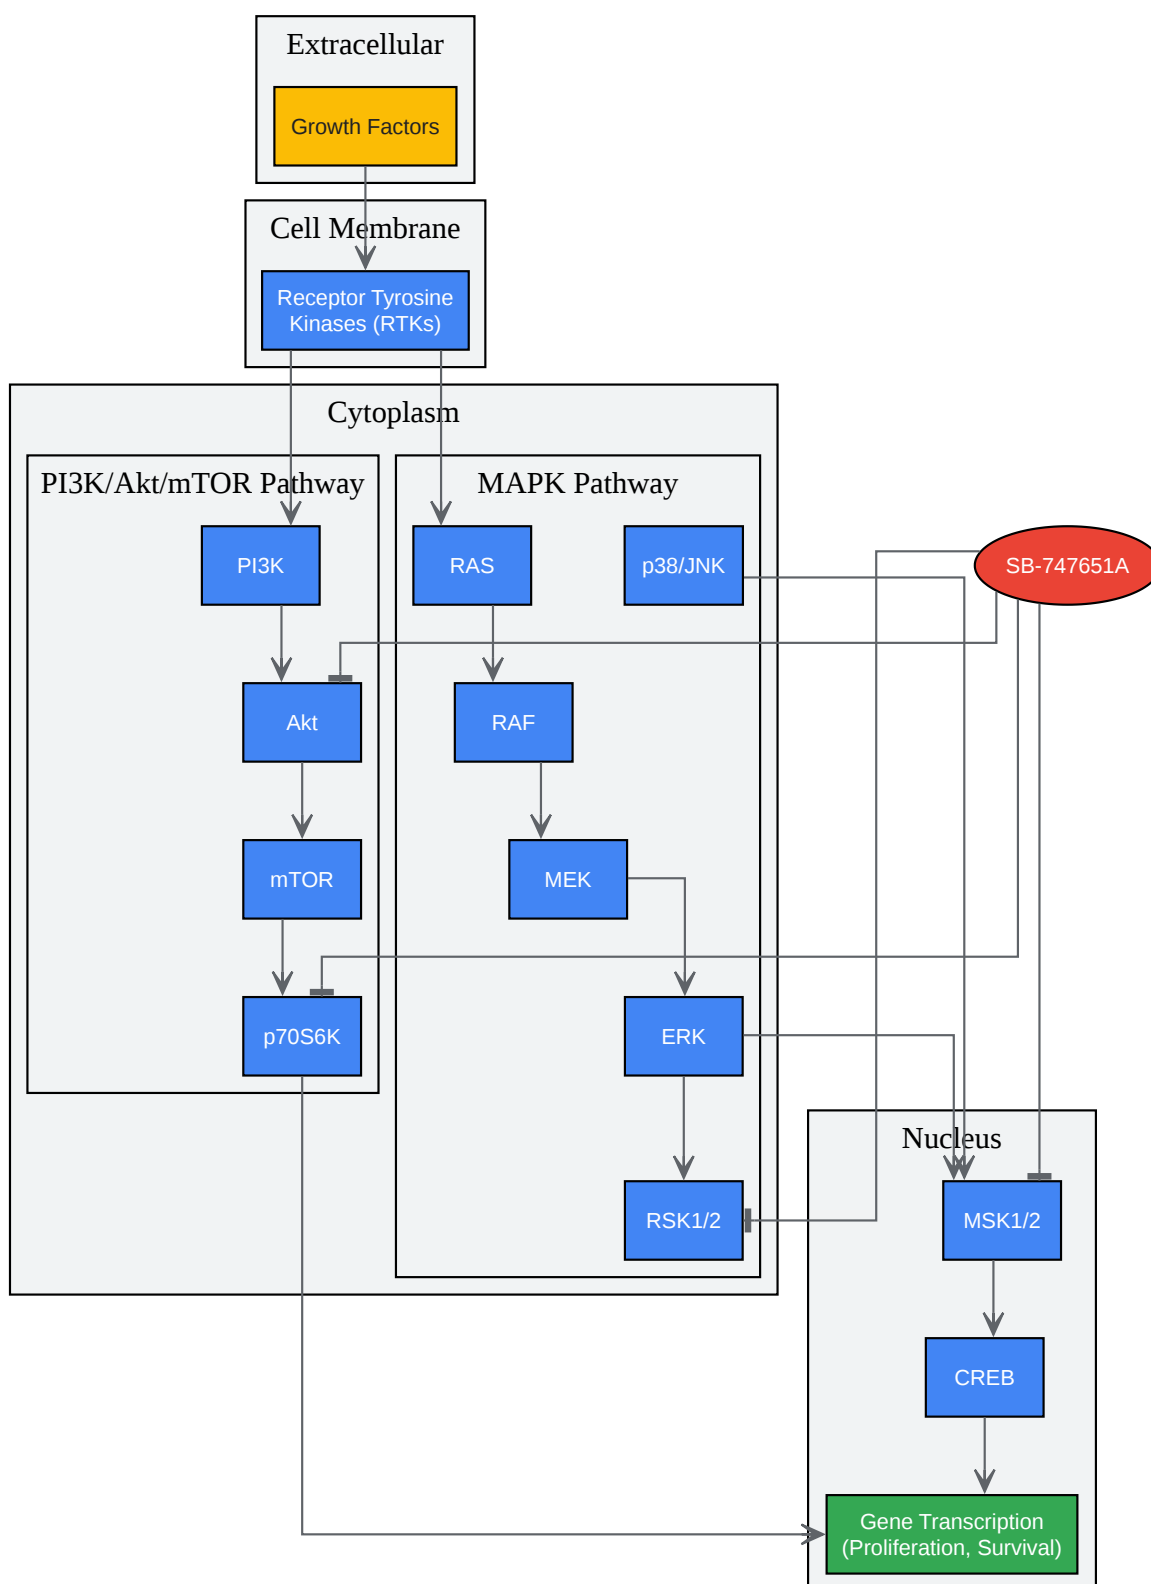 Extracellular
Growth Factors
Cell Membrane
Receptor Tyrosine
Kinases (RTKs)
Cytoplasm
PI3K/Akt/mTOR Pathway
MAPK Pathway
PI3K
RAS
p38/JNK
SB-747651A
Akt
RAF
mTOR
MEK
p70S6K
ERK
Nucleus
RSK1/2
MSK1/2
CREB
Gene Transcription
(Proliferation, Survival)